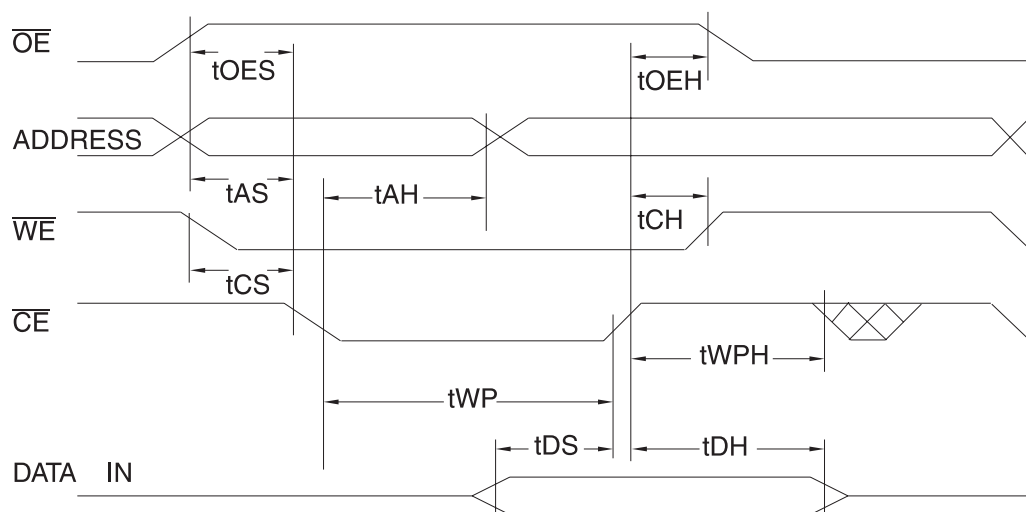 OE
tOES
tOEH
ADDRESS
tAS
tAH
tCH
WE
tCS
CE
tWPH
tWP
tDS
tDH
DATA IN